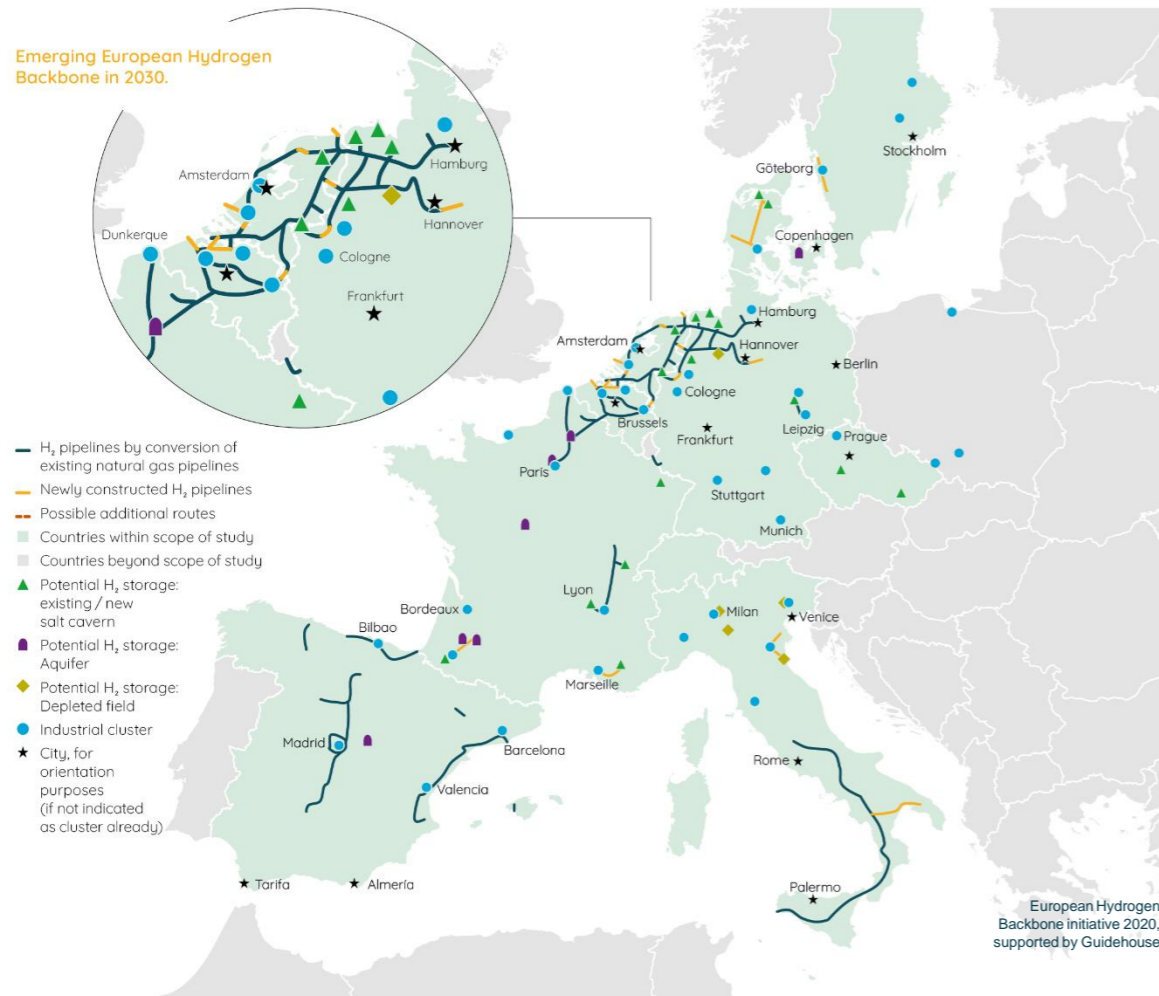 Emerging European Hydrogen
Backbone in 2030.
Hamburg
Amsterdam
Hannover
Dunkerque
Cologne
Frankfurt
Stockholm
Göteborg
Copenhagen
Hamburg
Amsterdam
Hannover
Berlin
Cologne
Brussels
Leipzig
Prague
Frankfurt
Paris
Stuttgart
Munich
Lyon
Bordeaux
Milan
Bilbao
Venice
Marseille
Madrid
Barcelona
Rome
Valencia
Tarifa
Almería
Palermo
H₂ pipelines by conversion of
existing natural gas pipelines
Newly constructed H₂ pipelines
Possible additional routes
Countries within scope of study
Countries beyond scope of study
Potential H₂ storage:
existing / new
salt cavern
Potential H₂ storage:
Aquifer
Potential H₂ storage:
Depleted field
Industrial cluster
City, for
orientation
purposes
(if not indicated
as cluster already)
European Hydrogen
Backbone initiative 2020,
supported by Guidehouse